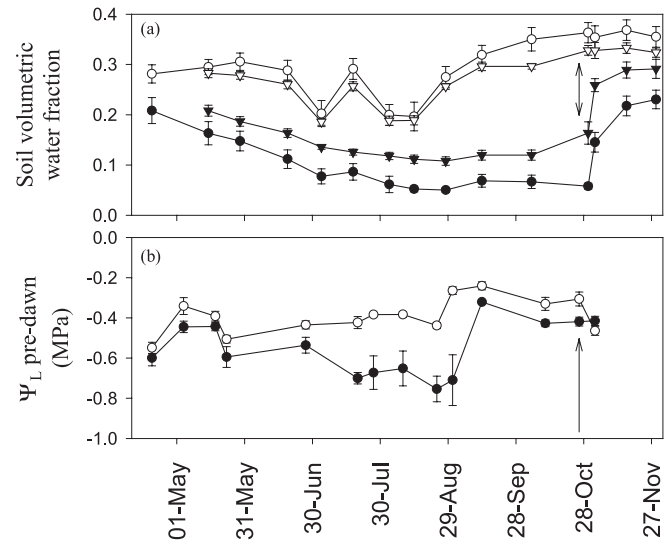 0.4
(a)
0.3
0.2
0.1
0.0
Soil volumetric
water fraction
0.0
(b)
-0.2
-0.4
-0.6
-0.8
-1.0
ΨL pre-dawn
(MPa)
01-May
31-May
30-Jun
30-Jul
29-Aug
28-Sep
28-Oct
27-Nov